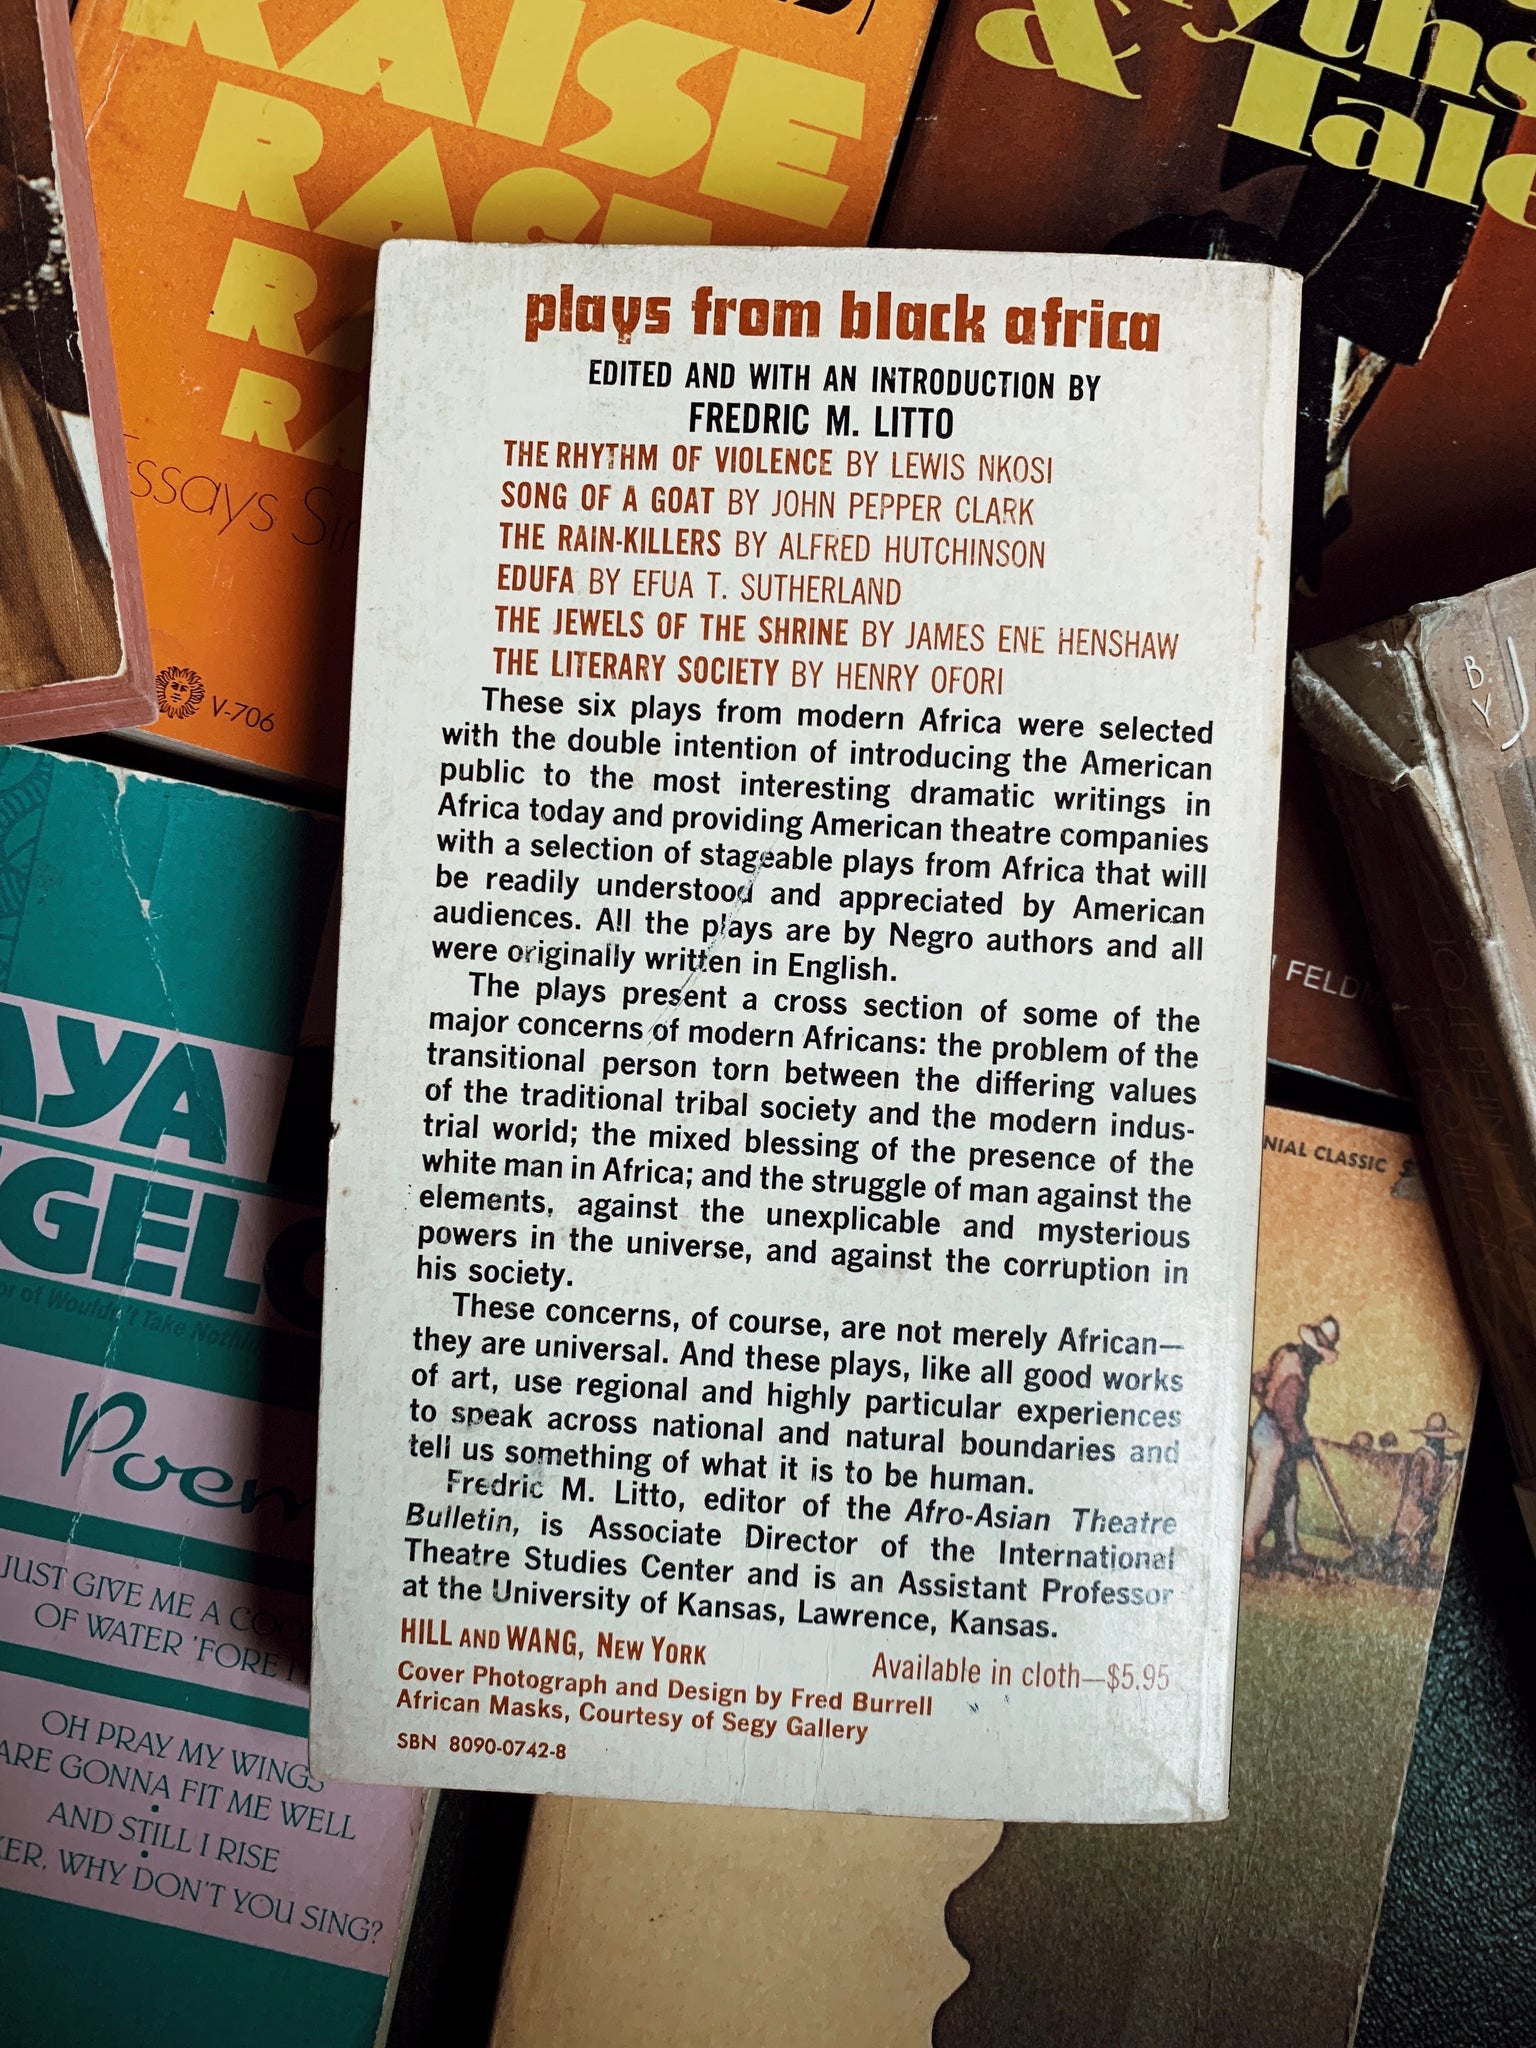 RAISE
RACE
& Tale
V-706
plays from black africa
EDITED AND WITH AN INTRODUCTION BY
FREDRIC M. LITTO
THE RHYTHM OF VIOLENCE BY LEWIS NKOSI
SONG OF A GOAT BY JOHN PEPPER CLARK
THE RAIN-KILLERS BY ALFRED HUTCHINSON
EDUFA BY EFUA T. SUTHERLAND
THE JEWELS OF THE SHRINE BY JAMES ENE HENSHAW
THE LITERARY SOCIETY BY HENRY OFORI
These six plays from modern Africa were selected
with the double intention of introducing the American
public to the most interesting dramatic writings in
Africa today and providing American theatre companies
with a selection of stageable plays from Africa that will
be readily understood and appreciated by American
audiences. All the plays are by Negro authors and all
were originally written in English.
The plays present a cross section of some of the
major concerns of modern Africans: the problem of the
transitional person torn between the differing values
of the traditional tribal society and the modern indus-
trial world; the mixed blessing of the presence of the
white man in Africa; and the struggle of man against the
elements, against the unexplicable and mysterious
powers in the universe, and against the corruption in
his society.
These concerns, of course, are not merely African—
they are universal. And these plays, like all good works
of art, use regional and highly particular experiences
to speak across national and natural boundaries and
tell us something of what it is to be human.
Fredric M. Litto, editor of the Afro-Asian Theatre
Bulletin, is Associate Director of the International
Theatre Studies Center and is an Assistant Professor
at the University of Kansas, Lawrence, Kansas.
HILL AND WANG, NEW YORK
Available in cloth—$5.95
Cover Photograph and Design by Fred Burrell
African Masks, Courtesy of Segy Gallery
SBN 8090-0742-8
BY J
FELD
NIAL CLASSIC
AYA
NGELO
or of Wouldn't Take Nothi
Poem
JUST GIVE ME A COO
OF WATER 'FORE I
OH PRAY MY WINGS
ARE GONNA FIT ME WELL
AND STILL I RISE
KER, WHY DON'T YOU SING?